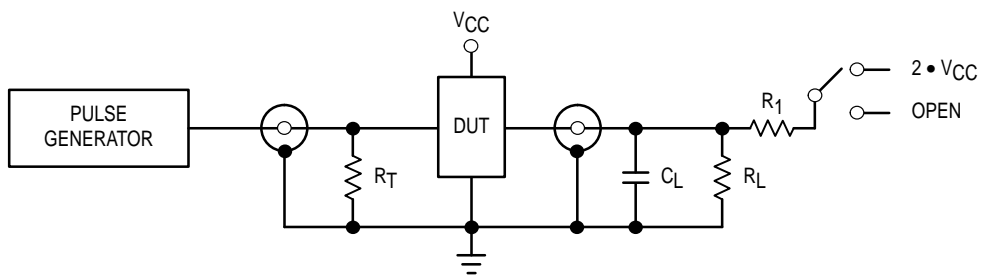 VCC
2 • VCC
PULSE
GENERATOR
DUT
R1
OPEN
RT
CL
RL